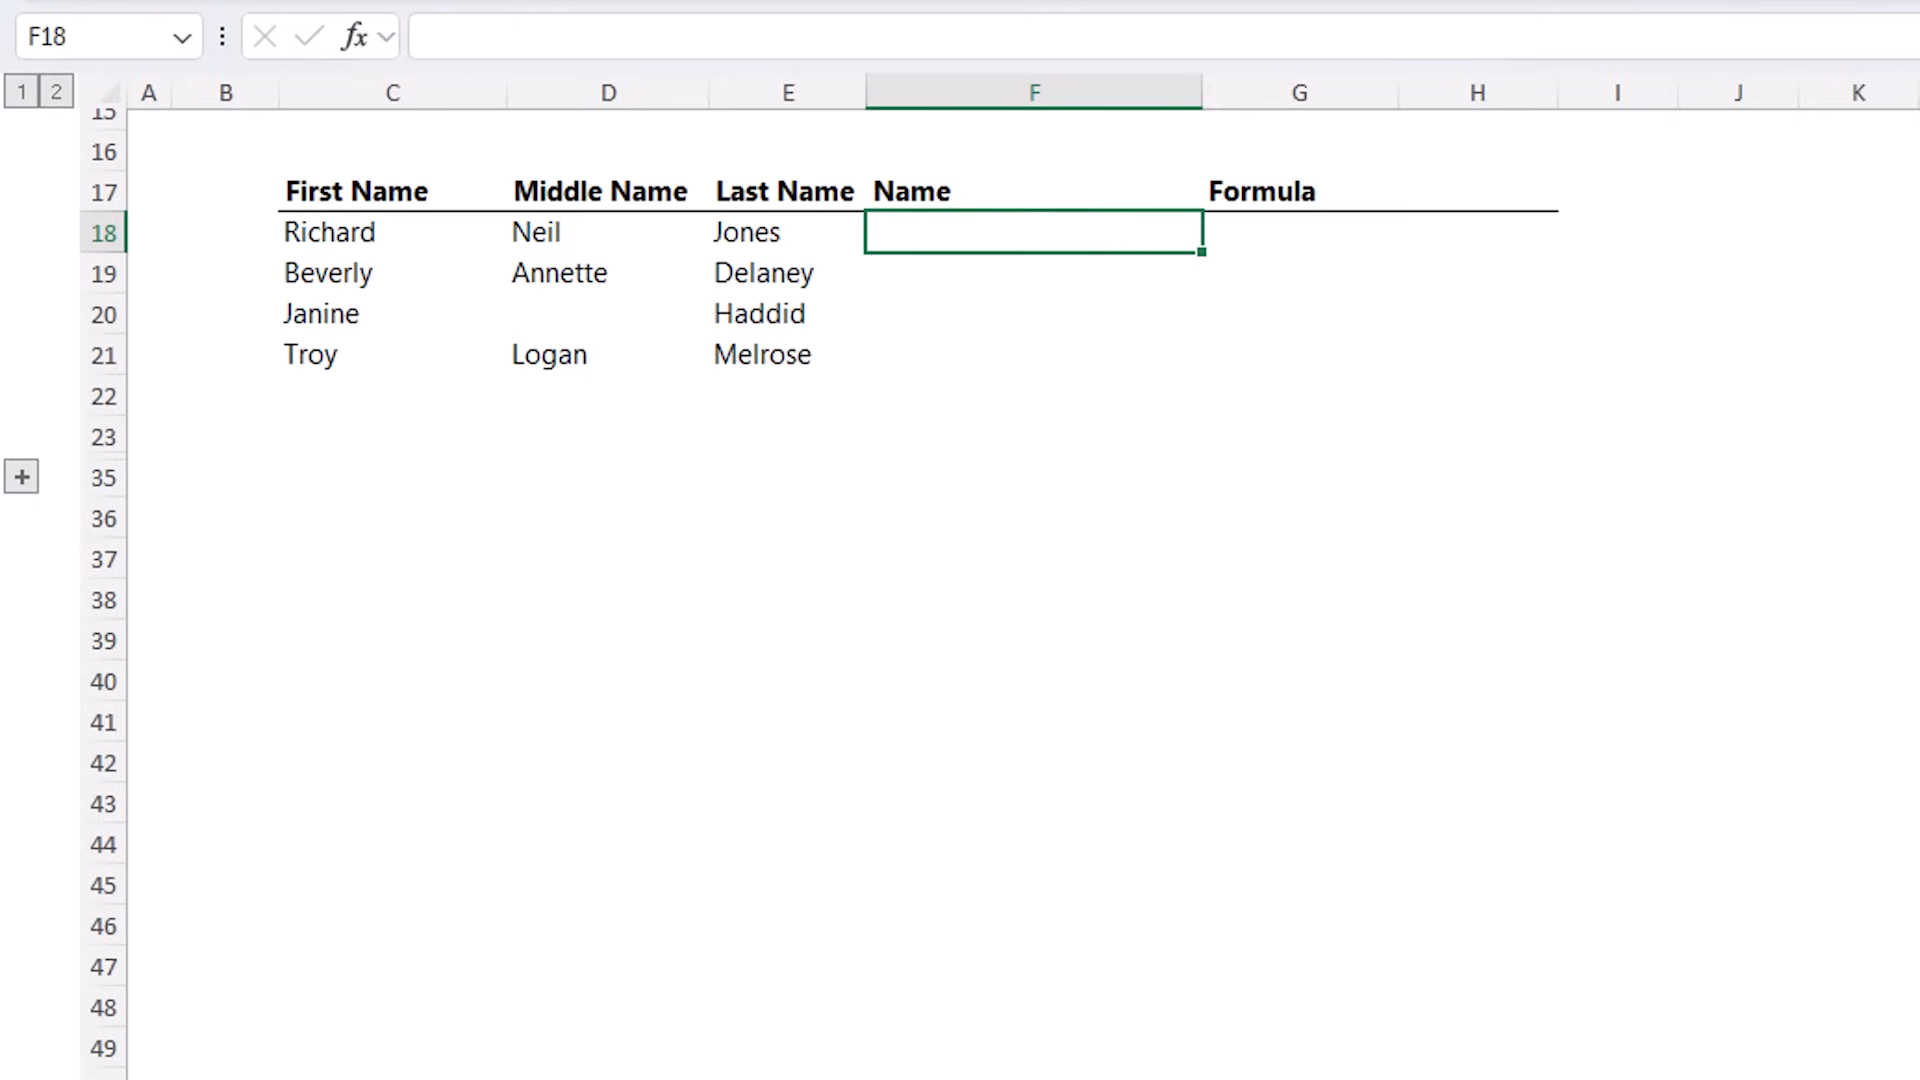 F18 fx
1 2 A B C D E F G H I J K
15
16
17 First Name Middle Name Last Name Name Formula
18 Richard Neil Jones
19 Beverly Annette Delaney
20 Janine Haddid
21 Troy Logan Melrose
22
23
35
36
37
38
39
40
41
42
43
44
45
46
47
48
49